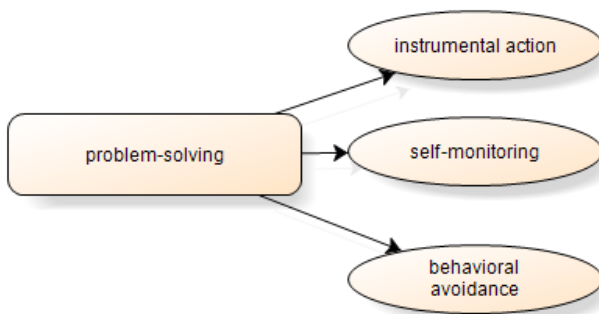 instrumental action
problem-solving
self-monitoring
behavioral
avoidance